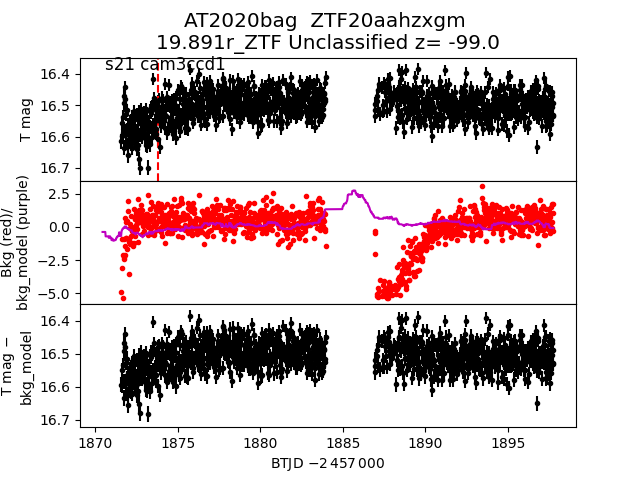 AT2020bag  ZTF20aahzxgm
19.891r_ZTF Unclassified z= -99.0
s21 cam3ccd1
T mag
16.4
16.5
16.6
16.7
Bkg (red)/
bkg_model (purple)
2.5
0.0
−2.5
−5.0
T mag −
bkg_model
16.4
16.5
16.6
16.7
1870
1875
1880
1885
1890
1895
BTJD −2 457 000